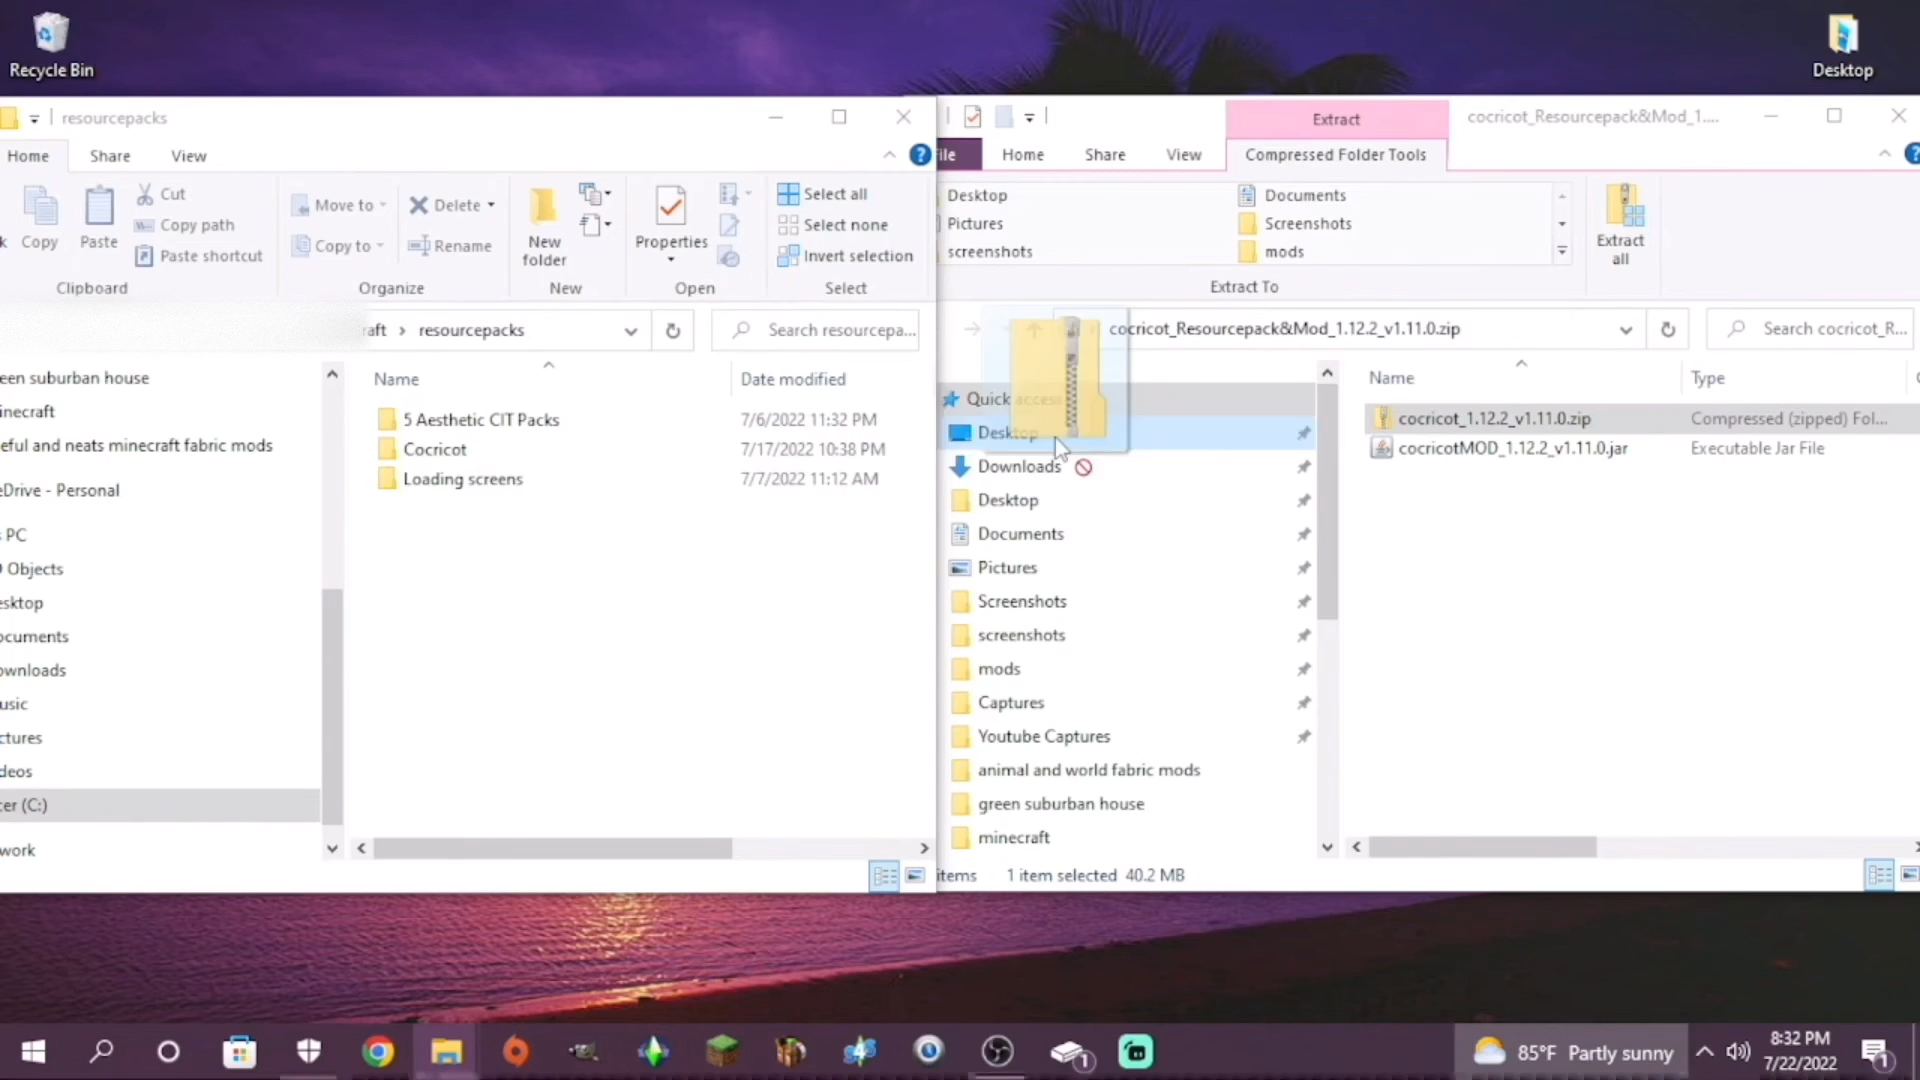 Recycle Bin
Desktop
resourcepacks
Home Share View
Copy
Paste
Cut
Copy path
Paste shortcut
Clipboard
Move to
Copy to
Delete
Rename
Organize
New folder
New
Properties
Open
Select all
Select none
Invert selection
Select
aft > resourcepacks
Search resourcepa...
een suburban house
inecraft
eful and neats minecraft fabric mods
eDrive - Personal
PC
Objects
esktop
ocuments
ownloads
usic
ctures
deos
cer (C:)
work
Name Date modified
5 Aesthetic CIT Packs 7/6/2022 11:32 PM
Cocricot 7/17/2022 10:38 PM
Loading screens 7/7/2022 11:12 AM
Extract
cocricot_Resourcepack&Mod_1....
ile Home Share View Compressed Folder Tools
Desktop Documents
Pictures Screenshots
screenshots mods
Extract To
Extract all
cocricot_Resourcepack&Mod_1.12.2_v1.11.0.zip
Search cocricot_R...
Quick access
Desktop
Downloads
Desktop
Documents
Pictures
Screenshots
screenshots
mods
Captures
Youtube Captures
animal and world fabric mods
green suburban house
minecraft
Name Type
cocricot_1.12.2_v1.11.0.zip Compressed (zipped) Fol...
cocricotMOD_1.12.2_v1.11.0.jar Executable Jar File
items 1 item selected 40.2 MB
85°F Partly sunny
8:32 PM
7/22/2022
1
1